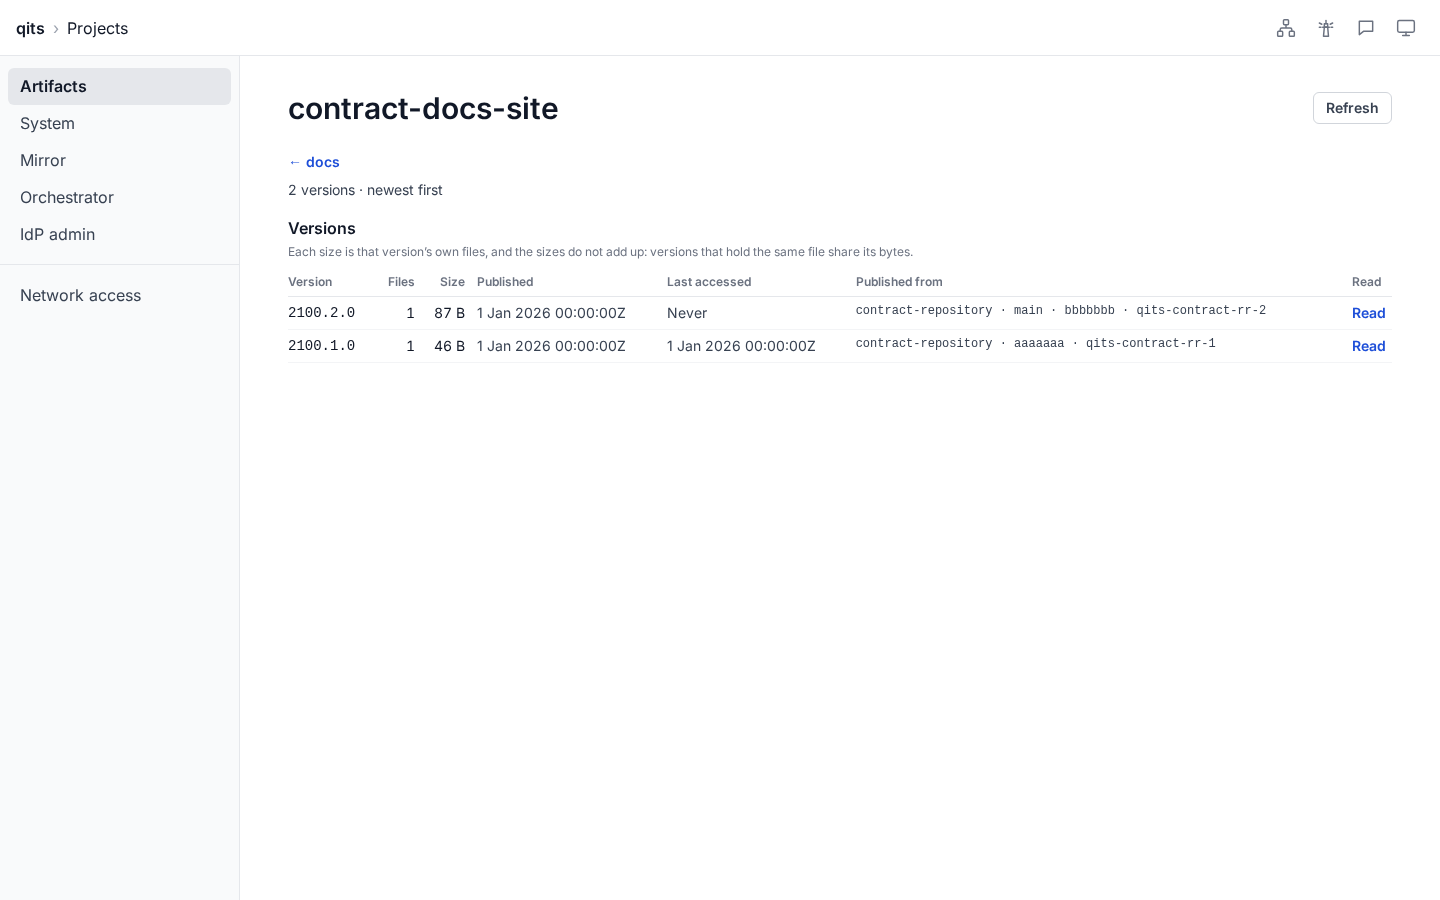 qits › Projects
Artifacts
System
Mirror
Orchestrator
IdP admin
Network access
contract-docs-site
Refresh
← docs
2 versions · newest first
Versions
Each size is that version’s own files, and the sizes do not add up: versions that hold the same file share its bytes.
Version Files Size Published Last accessed Published from Read
2100.2.0 1 87 B 1 Jan 2026 00:00:00Z Never contract-repository · main · bbbbbbb · qits-contract-rr-2 Read
2100.1.0 1 46 B 1 Jan 2026 00:00:00Z 1 Jan 2026 00:00:00Z contract-repository · aaaaaaa · qits-contract-rr-1 Read